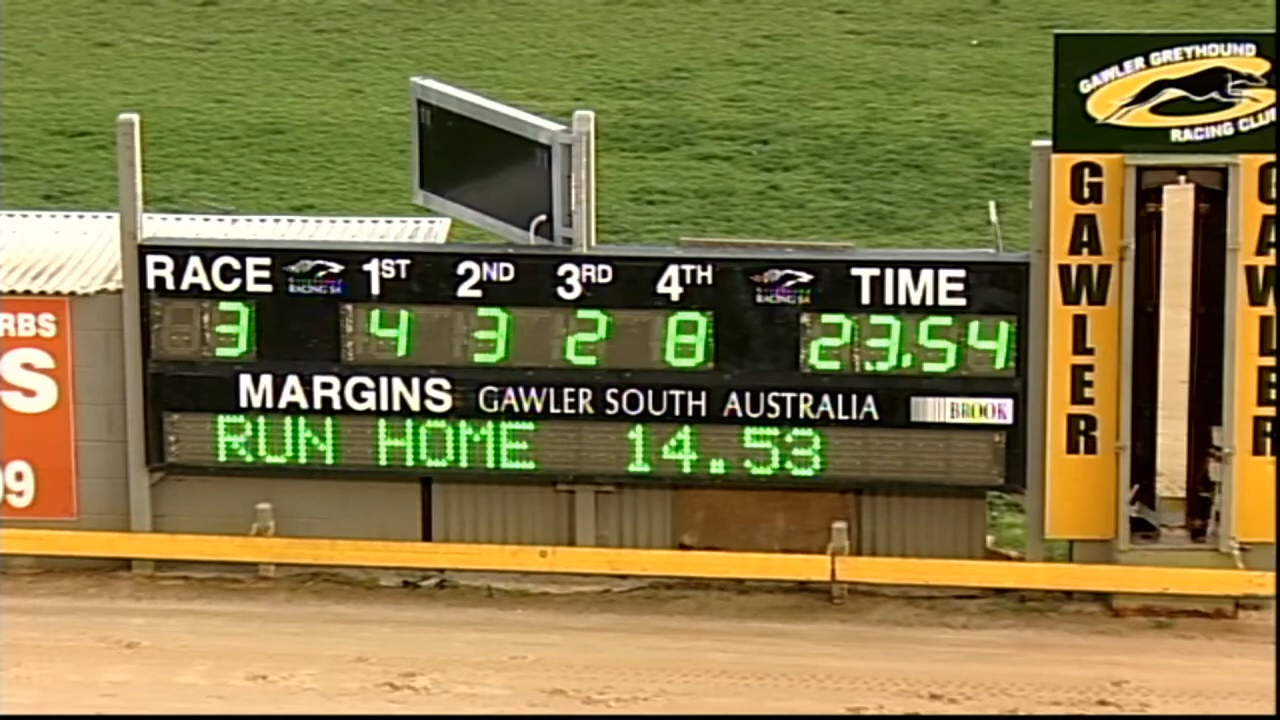 GAWLER GREYHOUND
RACING CLUB
RACE 1ST 2ND 3RD 4TH TIME
3 4 3 2 8 23.54
MARGINS GAWLER SOUTH AUSTRALIA BROOK
RUN HOME 14.53
GAWLER
RBS
S
99